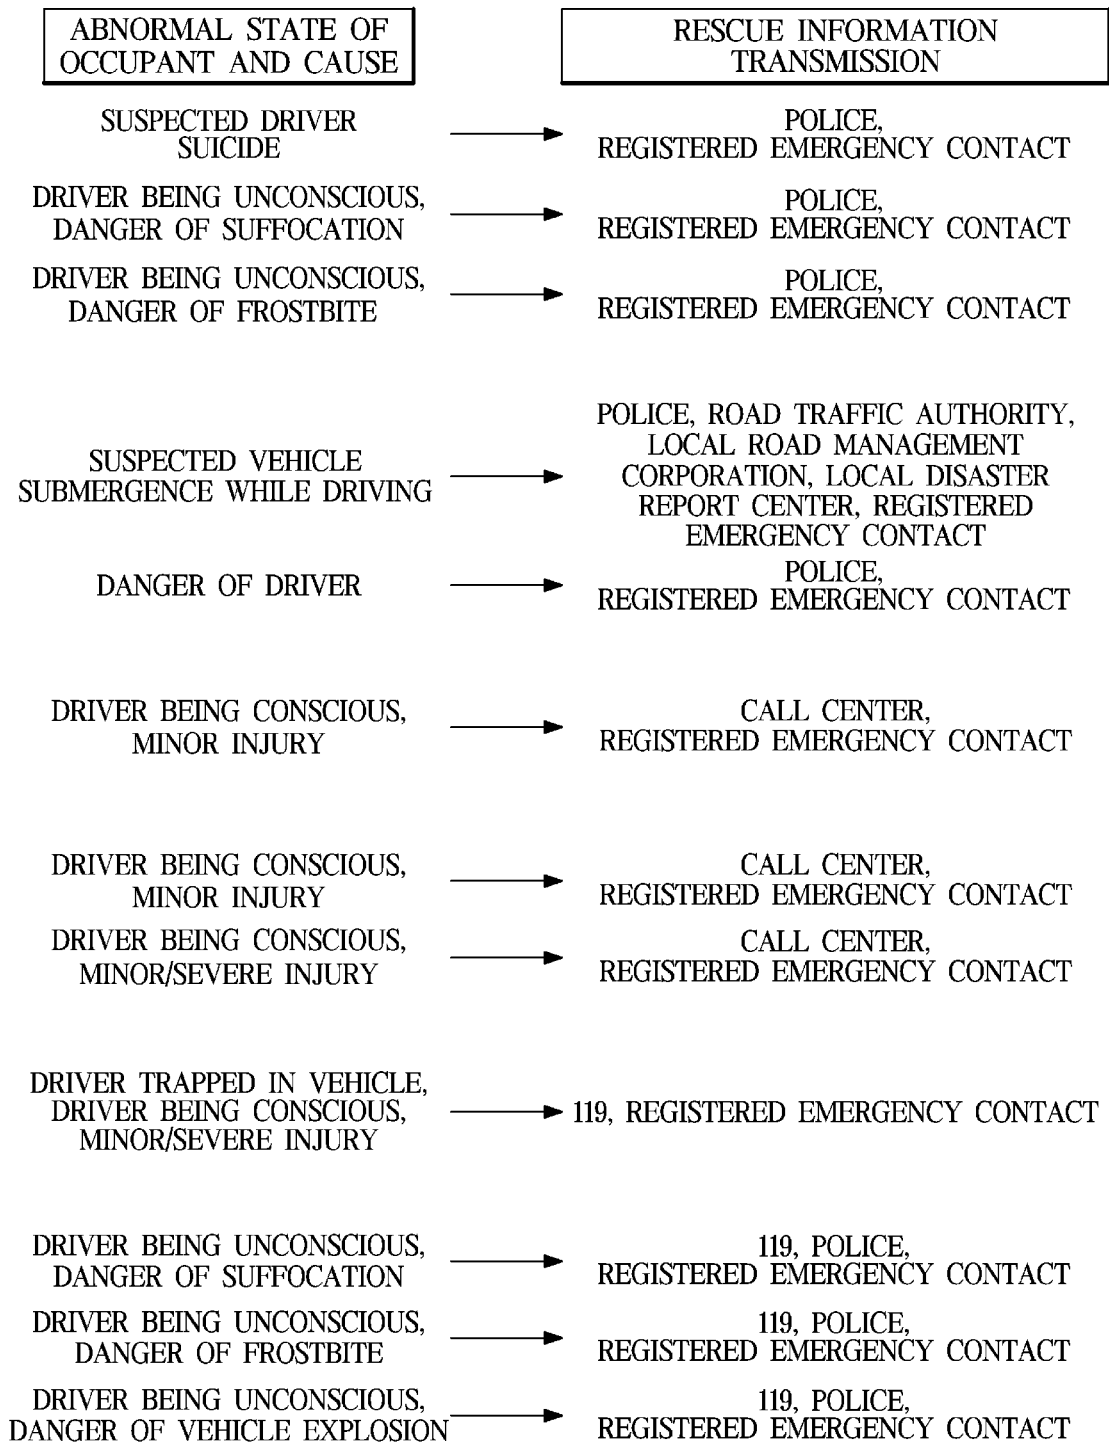 ABNORMAL STATE OF
OCCUPANT AND CAUSE
RESCUE INFORMATION
TRANSMISSION
SUSPECTED DRIVER
SUICIDE
POLICE,
REGISTERED EMERGENCY CONTACT
DRIVER BEING UNCONSCIOUS,
DANGER OF SUFFOCATION
POLICE,
REGISTERED EMERGENCY CONTACT
DRIVER BEING UNCONSCIOUS,
DANGER OF FROSTBITE
POLICE,
REGISTERED EMERGENCY CONTACT
SUSPECTED VEHICLE
SUBMERGENCE WHILE DRIVING
POLICE, ROAD TRAFFIC AUTHORITY,
LOCAL ROAD MANAGEMENT
CORPORATION, LOCAL DISASTER
REPORT CENTER, REGISTERED
EMERGENCY CONTACT
DANGER OF DRIVER
POLICE,
REGISTERED EMERGENCY CONTACT
DRIVER BEING CONSCIOUS,
MINOR INJURY
CALL CENTER,
REGISTERED EMERGENCY CONTACT
DRIVER BEING CONSCIOUS,
MINOR INJURY
CALL CENTER,
REGISTERED EMERGENCY CONTACT
DRIVER BEING CONSCIOUS,
MINOR/SEVERE INJURY
CALL CENTER,
REGISTERED EMERGENCY CONTACT
DRIVER TRAPPED IN VEHICLE,
DRIVER BEING CONSCIOUS,
MINOR/SEVERE INJURY
119, REGISTERED EMERGENCY CONTACT
DRIVER BEING UNCONSCIOUS,
DANGER OF SUFFOCATION
119, POLICE,
REGISTERED EMERGENCY CONTACT
DRIVER BEING UNCONSCIOUS,
DANGER OF FROSTBITE
119, POLICE,
REGISTERED EMERGENCY CONTACT
DRIVER BEING UNCONSCIOUS,
DANGER OF VEHICLE EXPLOSION
119, POLICE,
REGISTERED EMERGENCY CONTACT